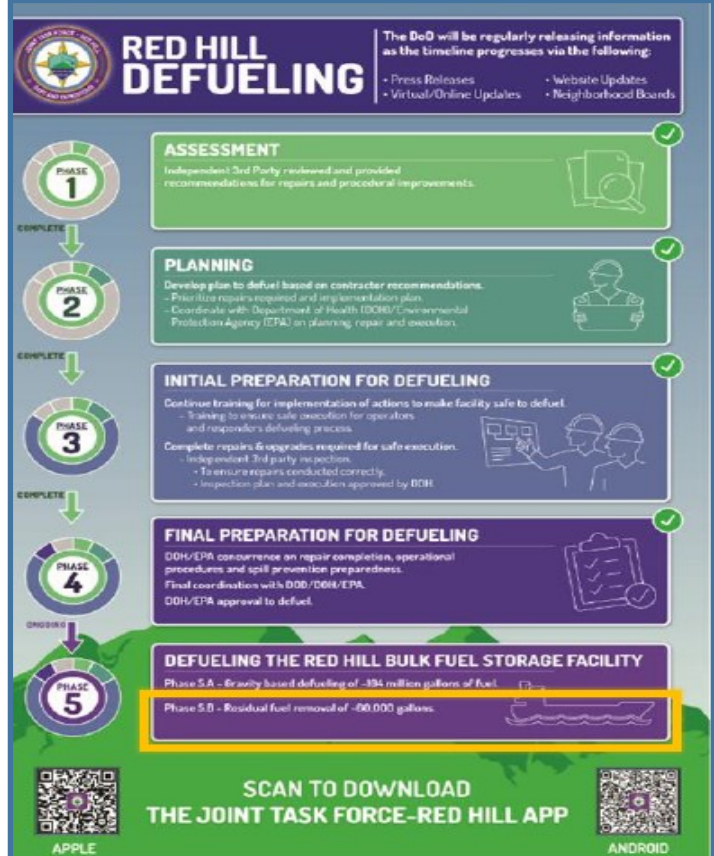 RED HILL
DEFUELING
The DoD will be regularly releasing information
as the timeline progresses via the following:
• Press Releases
• Website Updates
• Virtual/Online Updates
• Neighborhood Boards
PHASE
1
ASSESSMENT
Independent 3rd Party reviewed and provided
recommendations for repairs and procedural improvements.
COMPLETE
PHASE
2
PLANNING
Develop plan to defuel based on contractor recommendations.
- Prioritize repairs required and implementation plan.
- Coordinate with Department of Health (DOH)/Environmental
Protection Agency (EPA) on planning, repair and execution.
COMPLETE
PHASE
3
INITIAL PREPARATION FOR DEFUELING
Continue training for implementation of actions to make facility safe to defuel.
- Training to ensure safe execution for operators
and responders defueling process.
Complete repairs & upgrades required for safe execution.
- Independent 3rd party inspection.
• To ensure repairs conducted correctly.
• Inspection plan and execution approved by DOH
COMPLETE
PHASE
4
FINAL PREPARATION FOR DEFUELING
DOH/EPA concurrence on repair completion, operational
procedures and spill prevention preparedness.
Final coordination with DOD/DOH/EPA.
DOH/EPA approval to defuel.
ONGOING
PHASE
5
DEFUELING THE RED HILL BULK FUEL STORAGE FACILITY
Phase 5.A - Gravity based defueling of ~104 million gallons of fuel.
Phase 5.B - Residual fuel removal of ~60,000 gallons.
SCAN TO DOWNLOAD
THE JOINT TASK FORCE-RED HILL APP
APPLE
ANDROID